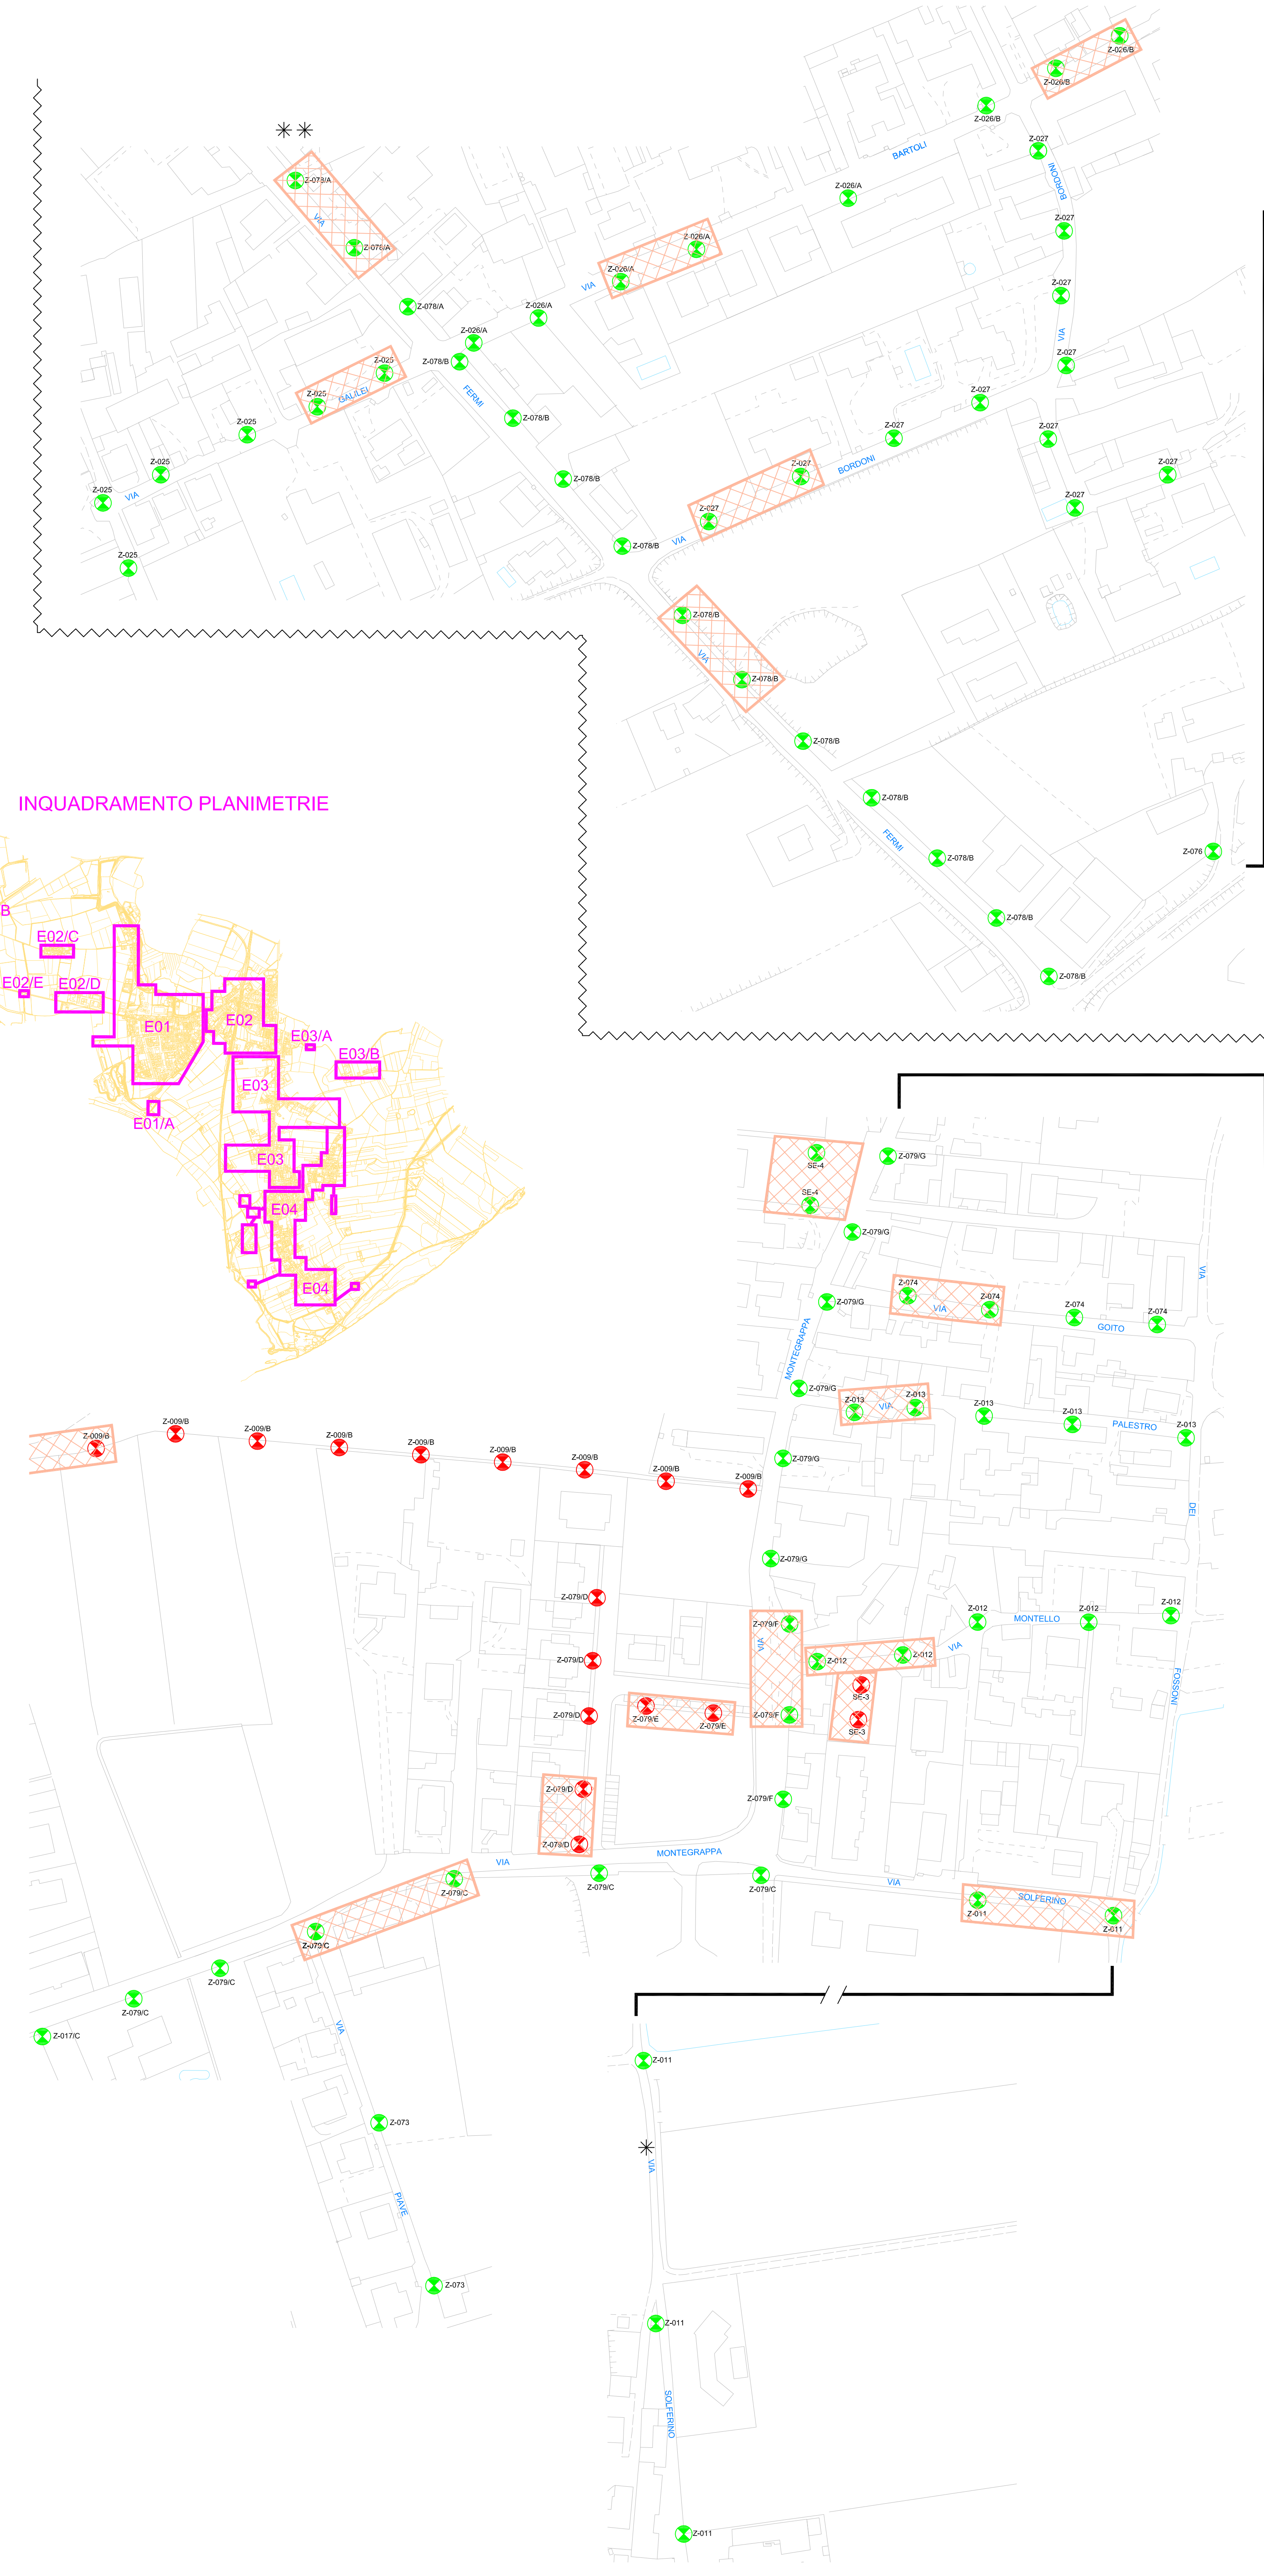 Z-026/B
Z-026/B
Z-026/B
BARTOLI
Z-027
BORDONI
Z-078/A
VIA
Z-078/A
Z-026/A
Z-027
Z-026/A
Z-026/A
VIA
Z-027
Z-078/A
Z-026/A
Z-026/A
VIA
Z-078/B
Z-027
Z-025
GALILEI
Z-025
FERMI
Z-027
Z-078/B
Z-025
Z-027
Z-027
BORDONI
Z-027
Z-025
Z-078/B
Z-027
Z-025
VIA
Z-027
Z-027
VIA
Z-078/B
Z-025
Z-078/B
VIA
Z-078/B
Z-078/B
Z-078/B
FERMI
Z-076
Z-078/B
Z-078/B
Z-078/B
INQUADRAMENTO PLANIMETRIE
B
E02/C
E02/E
E02/D
E01
E02
E03/A
E03/B
E03
E01/A
E03
E04
E04
SE-4
Z-079/G
SE-4
Z-079/G
VIA
Z-074
Z-074
VIA
Z-079/G
Z-074
Z-074
GOITO
MONTEGRAPPA
Z-079/G
Z-013
VIA
Z-013
Z-013
Z-013
PALESTRO
Z-013
Z-009/B
Z-009/B
Z-009/B
Z-009/B
Z-009/B
Z-009/B
Z-009/B
Z-009/B
Z-009/B
Z-079/G
DEI
Z-079/G
Z-079/D
Z-079/F
VIA
Z-012
MONTELLO
Z-012
Z-012
VIA
Z-012
Z-012
Z-079/D
FOSSONI
SE-3
SE-3
Z-079/D
Z-079/E
Z-079/E
Z-079/F
Z-079/D
Z-079/F
Z-079/D
MONTEGRAPPA
VIA
Z-079/C
Z-079/C
Z-079/C
VIA
Z-011
SOLFERINO
Z-011
Z-079/C
Z-079/C
Z-079/C
Z-017/C
VIA
Z-011
Z-073
VIA
PIAVE
Z-073
Z-011
SOLFERINO
Z-011